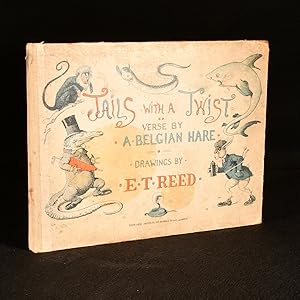 TAILS WITH A TWIST
VERSE BY
A·BELGIAN HARE
DRAWINGS BY
E·T·REED